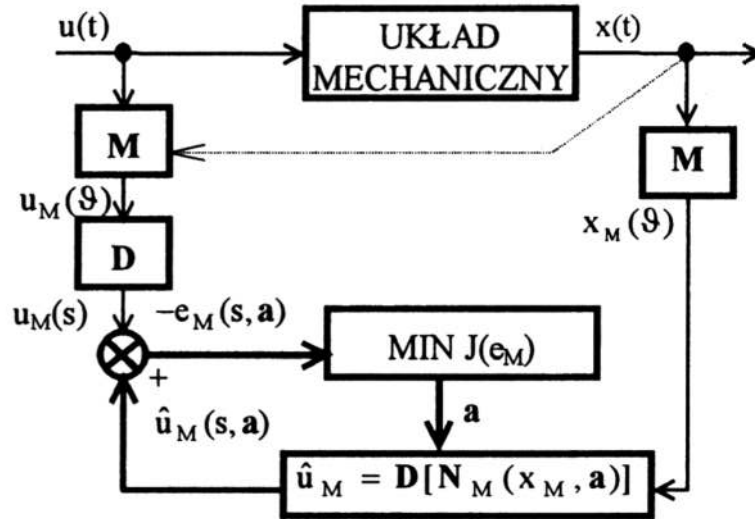 u(t)
UKŁAD
MECHANICZNY
x(t)
M
M
u_M(ϑ)
x_M(ϑ)
D
u_M(s)
−e_M(s,a)
+
MIN J(e_M)
û_M(s,a)
a
û_M = D[N_M(x_M,a)]